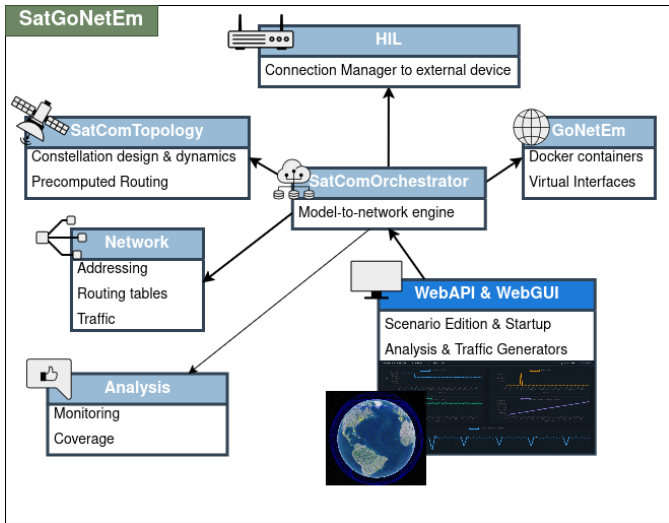 SatGoNetEm
HIL
Connection Manager to external device
SatComTopology
Constellation design & dynamics
Precomputed Routing
GoNetEm
Docker containers
Virtual Interfaces
SatComOrchestrator
Model-to-network engine
Network
Addressing
Routing tables
Traffic
WebAPI & WebGUI
Scenario Edition & Startup
Analysis & Traffic Generators
Analysis
Monitoring
Coverage